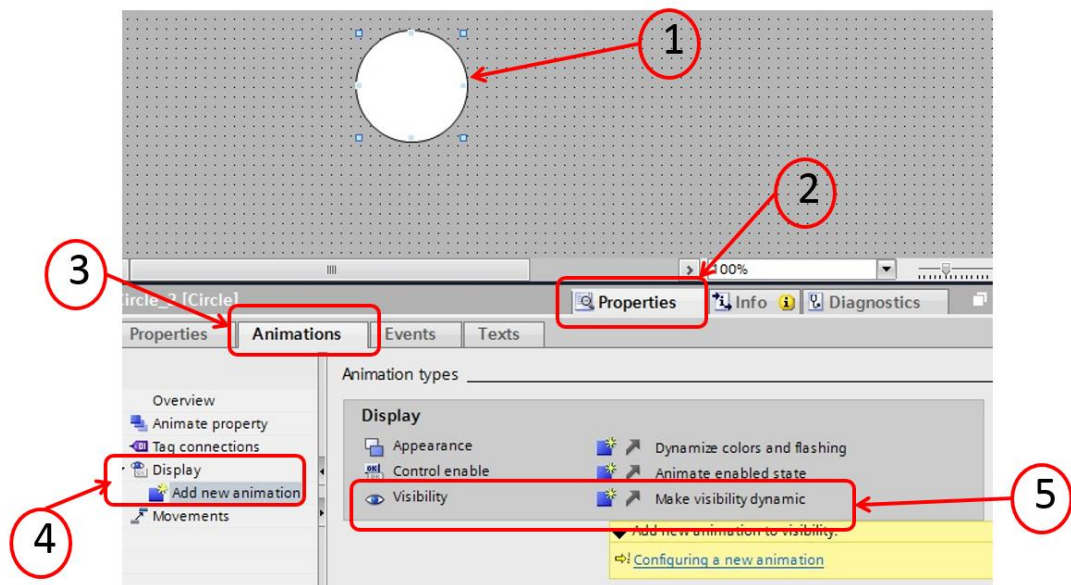 1
2
3
100%
Circle_2 [Circle]
Properties Info Diagnostics
Properties Animations Events Texts
Animation types
Overview
Animate property
Tag connections
Display
Add new animation
Movements
Display
Appearance Dynamize colors and flashing
Control enable Animate enabled state
Visibility Make visibility dynamic
Add new animation to visibility.
Configuring a new animation
4
5